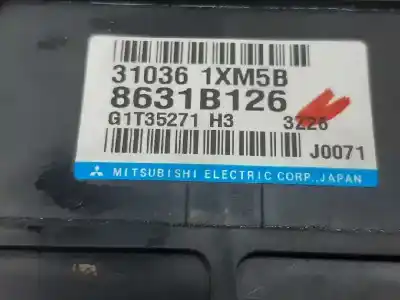 31036 1XM5B
8631B126
G1T35271 H3 3Z26
J0071
MITSUBISHI ELECTRIC CORP.,JAPAN